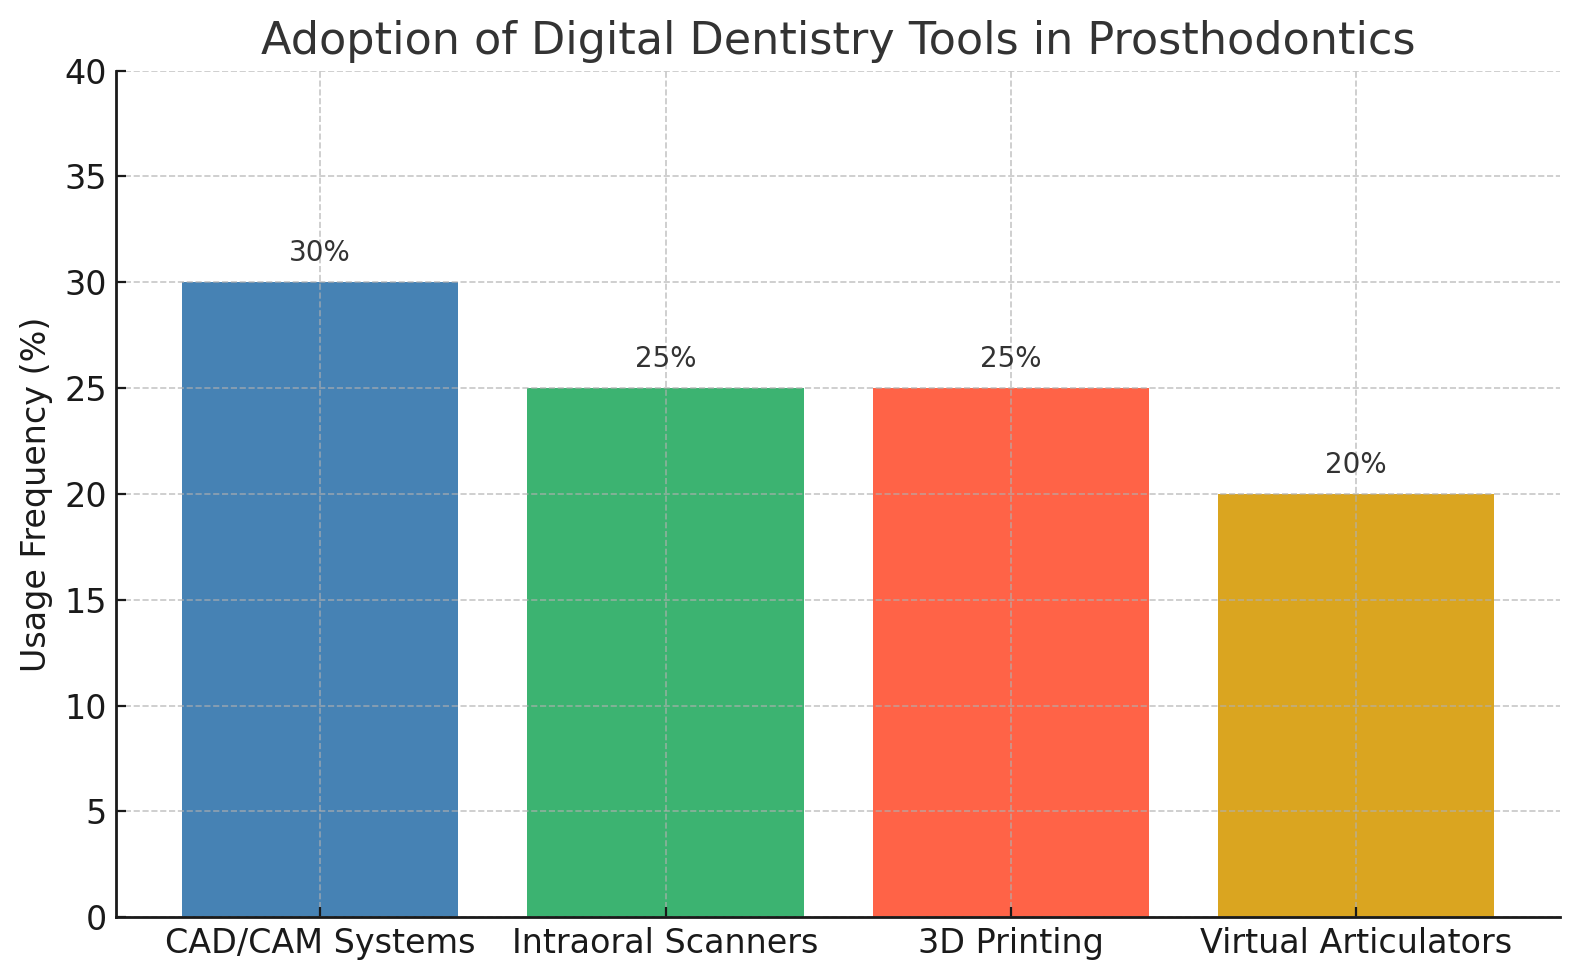 Adoption of Digital Dentistry Tools in Prosthodontics
Usage Frequency (%)
40
35
30
25
20
15
10
5
0
30%
25%
25%
20%
CAD/CAM Systems
Intraoral Scanners
3D Printing
Virtual Articulators